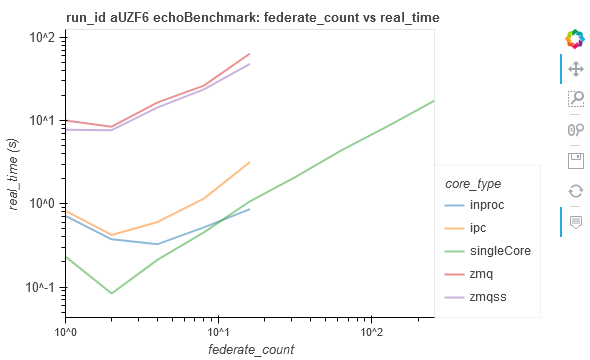 run_id aUZF6 echoBenchmark: federate_count vs real_time
10^2
10^1
10^0
10^-1
real_time (s)
10^0
10^1
10^2
federate_count
core_type
inproc
ipc
singleCore
zmq
zmqss